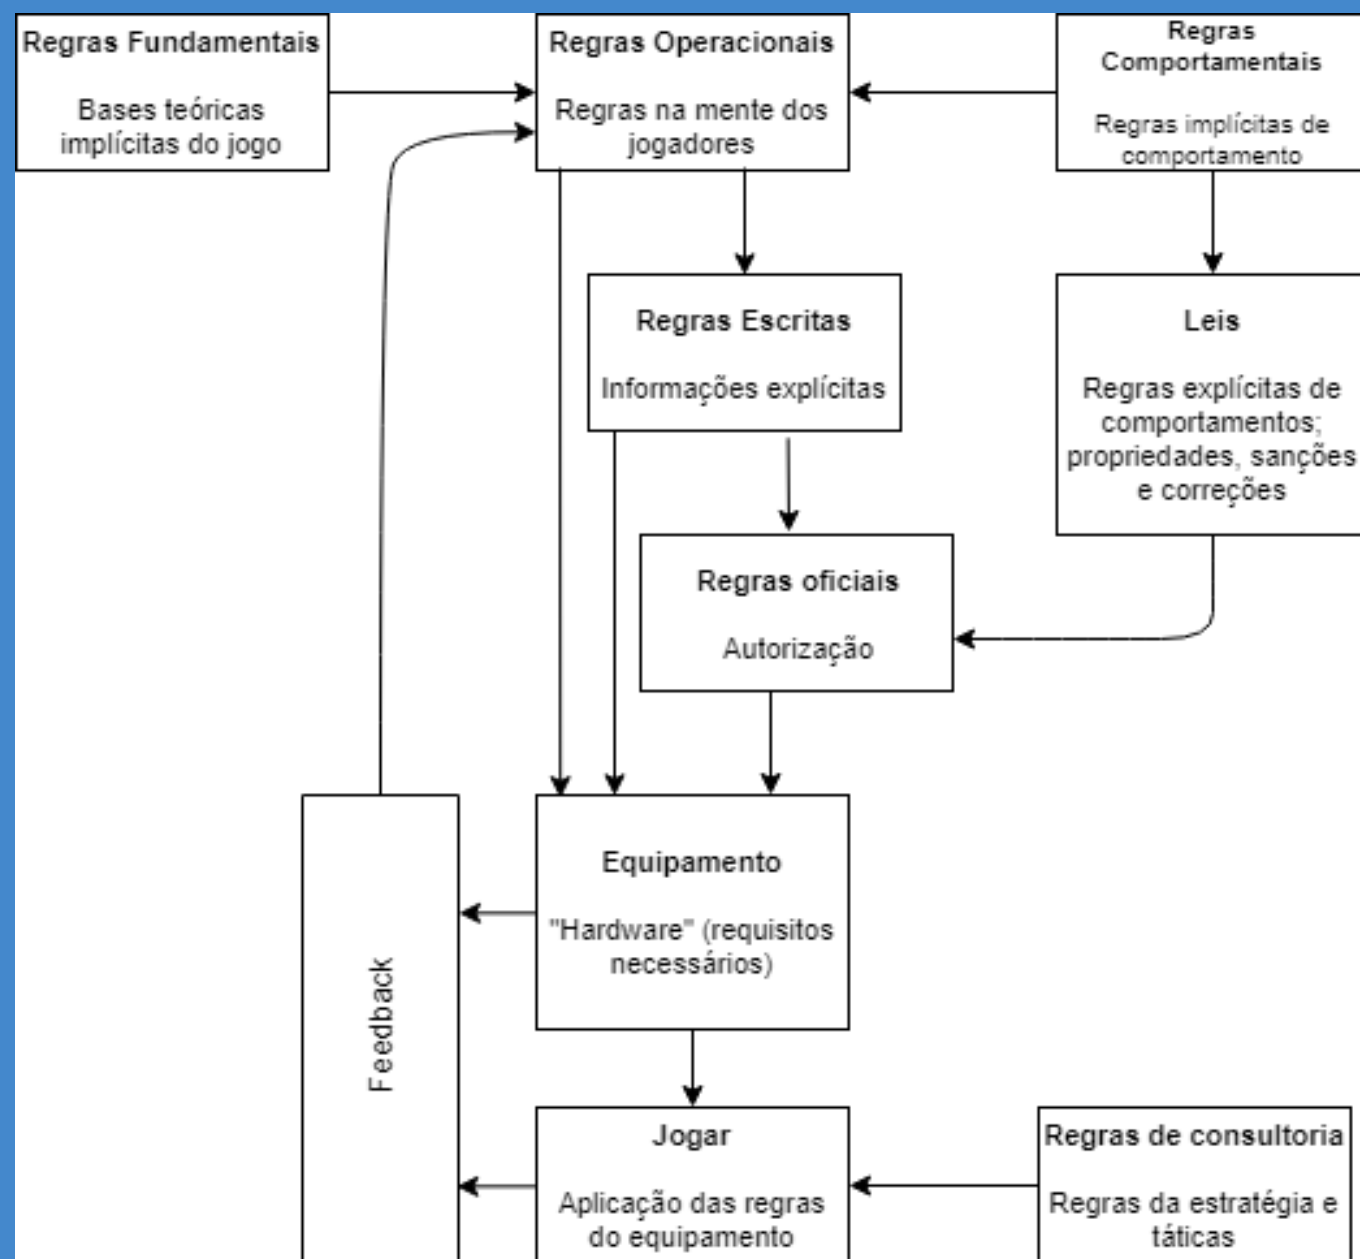 Regras Fundamentais
Bases teóricas
implícitas do jogo
Regras Operacionais
Regras na mente dos
jogadores
Regras
Comportamentais
Regras implícitas de
comportamento
Regras Escritas
Informações explícitas
Leis
Regras explícitas de
comportamentos;
propriedades, sanções
e correções
Regras oficiais
Autorização
Equipamento
"Hardware" (requisitos
necessários)
Feedback
Jogar
Aplicação das regras
do equipamento
Regras de consultoria
Regras da estratégia e
táticas